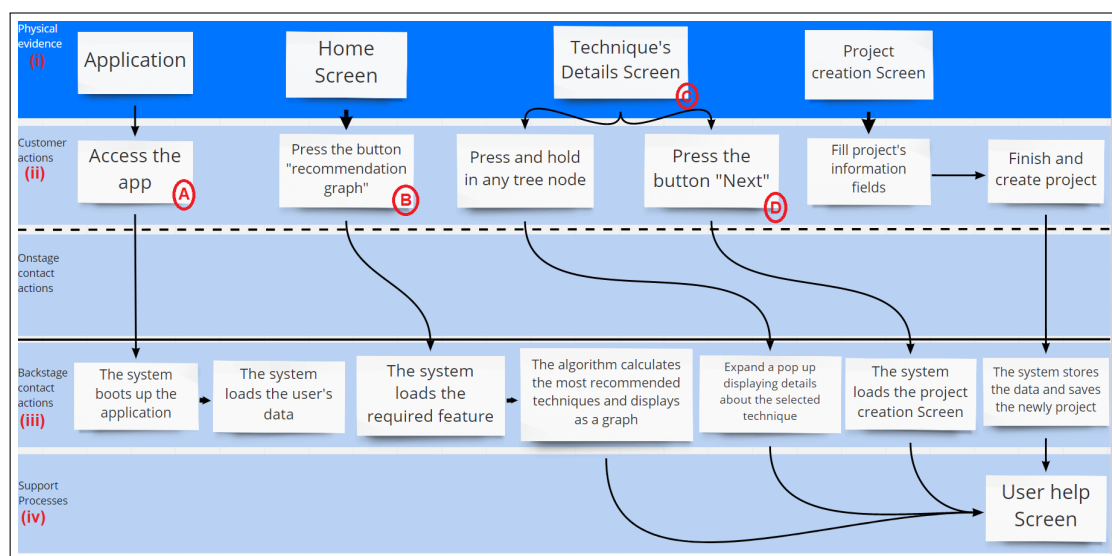 Physical
evidence
(i)
Application
Home
Screen
Technique's
Details Screen
C
Project
creation Screen
Customer
actions
(ii)
Access the
app
A
Press the button
"recommendation
graph"
B
Press and hold
in any tree node
Press the
button "Next"
D
Fill project's
information
fields
Finish and
create project
Onstage
contact
actions
Backstage
contact
actions
(iii)
The system
boots up the
application
The system
loads the user's
data
The system
loads the
required feature
The algorithm calculates
the most recommended
techniques and displays
as a graph
Expand a pop up
displaying details
about the selected
technique
The system
loads the project
creation Screen
The system stores
the data and saves
the newly project
Support
Processes
(iv)
User help
Screen